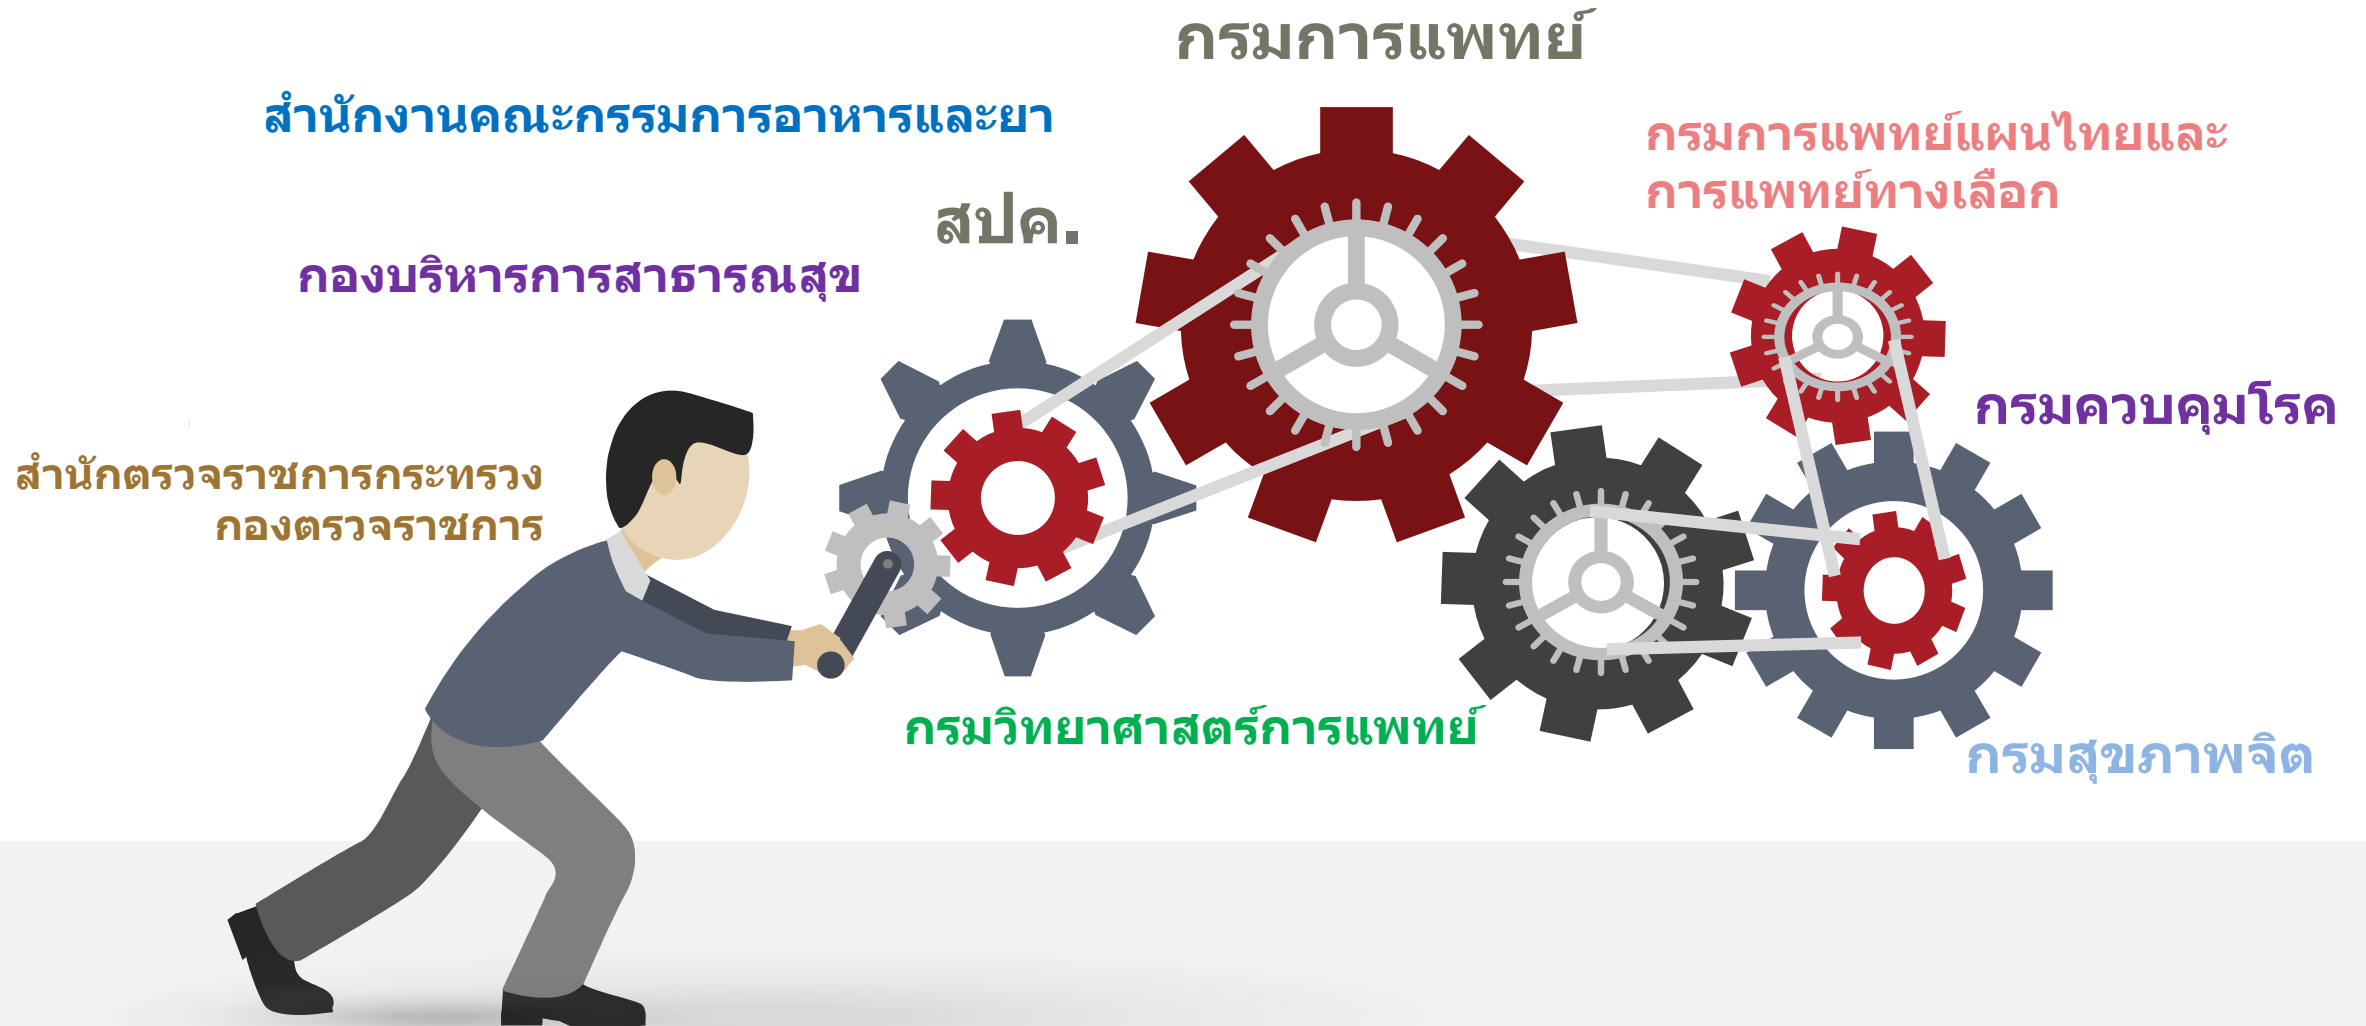 กรมการแพทย์
สำนักงานคณะกรรมการอาหารและยา
กรมการแพทย์แผนไทยและ
การแพทย์ทางเลือก
สปค.
กองบริหารการสาธารณสุข
กรมควบคุมโรค
สำนักตรวจราชการกระทรวง
กองตรวจราชการ
กรมวิทยาศาสตร์การแพทย์
กรมสุขภาพจิต